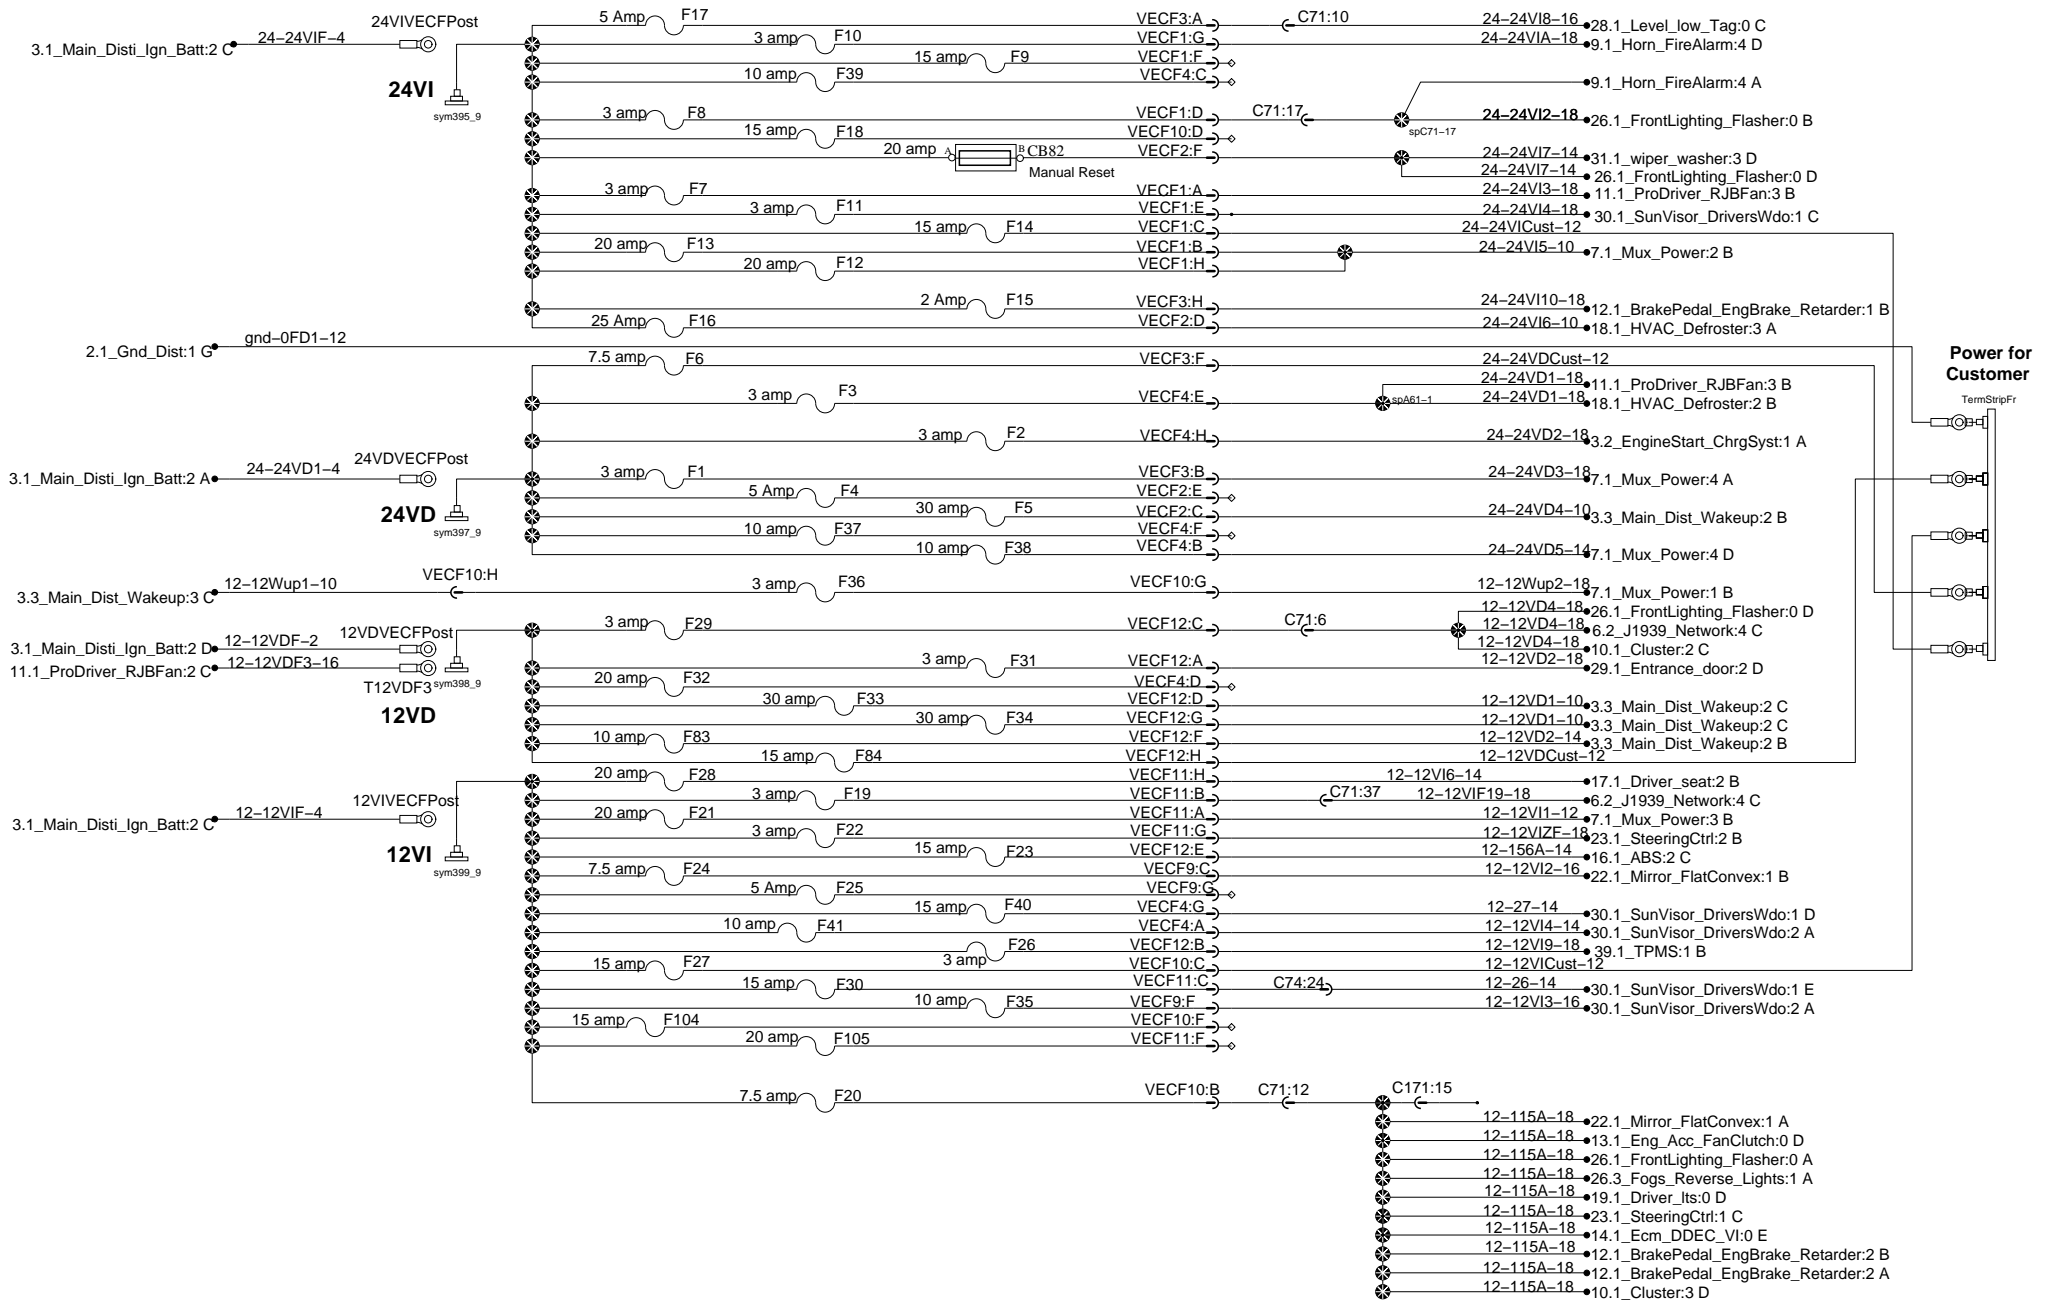 5 Amp F17 VECF3:A C71:10 24-24VI8-16 28.1_Level_low_Tag:0 C
24VIVECFPost
3.1_Main_Disti_Ign_Batt:2 C 24-24VIF-4 3 amp F10 VECF1:G 24-24VIA-18 9.1_Horn_FireAlarm:4 D
15 amp F9 VECF1:F
10 amp F39 VECF4:C 9.1_Horn_FireAlarm:4 A
24VI
sym395_9
3 amp F8 VECF1:D C71:17 24-24VI2-18 26.1_FrontLighting_Flasher:0 B
spC71-17
15 amp F18 VECF10:D
20 amp A B CB82 VECF2:F 24-24VI7-14 31.1_wiper_washer:3 D
Manual Reset 24-24VI7-14 26.1_FrontLighting_Flasher:0 D
3 amp F7 VECF1:A 24-24VI3-18 11.1_ProDriver_RJBFan:3 B
3 amp F11 VECF1:E 24-24VI4-18 30.1_SunVisor_DriversWdo:1 C
15 amp F14 VECF1:C 24-24VICust-12
20 amp F13 VECF1:B 24-24VI5-10 7.1_Mux_Power:2 B
20 amp F12 VECF1:H
2 Amp F15 VECF3:H 24-24VI10-18 12.1_BrakePedal_EngBrake_Retarder:1 B
25 Amp F16 VECF2:D 24-24VI6-10 18.1_HVAC_Defroster:3 A
2.1_Gnd_Dist:1 G gnd-0FD1-12
Power for
Customer
TermStripFr
7.5 amp F6 VECF3:F 24-24VDCust-12
24-24VD1-18 11.1_ProDriver_RJBFan:3 B
3 amp F3 VECF4:E spA61-1 24-24VD1-18 18.1_HVAC_Defroster:2 B
3 amp F2 VECF4:H 24-24VD2-18 3.2_EngineStart_ChrgSyst:1 A
24VDVECFPost
3.1_Main_Disti_Ign_Batt:2 A 24-24VD1-4 3 amp F1 VECF3:B 24-24VD3-18 7.1_Mux_Power:4 A
5 Amp F4 VECF2:E
24VD
sym397_9
30 amp F5 VECF2:C 24-24VD4-10 3.3_Main_Dist_Wakeup:2 B
10 amp F37 VECF4:F
10 amp F38 VECF4:B 24-24VD5-14 7.1_Mux_Power:4 D
3.3_Main_Dist_Wakeup:3 C 12-12Wup1-10 VECF10:H 3 amp F36 VECF10:G 12-12Wup2-18 7.1_Mux_Power:1 B
12-12VD4-18 26.1_FrontLighting_Flasher:0 D
12VDVECFPost 3 amp F29 VECF12:C C71:6 12-12VD4-18 6.2_J1939_Network:4 C
3.1_Main_Disti_Ign_Batt:2 D 12-12VDF-2 12-12VD4-18 10.1_Cluster:2 C
11.1_ProDriver_RJBFan:2 C 12-12VDF3-16 3 amp F31 VECF12:A 12-12VD2-18 29.1_Entrance_door:2 D
T12VDF3 sym398_9
12VD
20 amp F32 VECF4:D
30 amp F33 VECF12:D 12-12VD1-10 3.3_Main_Dist_Wakeup:2 C
30 amp F34 VECF12:G 12-12VD1-10 3.3_Main_Dist_Wakeup:2 C
10 amp F83 VECF12:F 12-12VD2-14 3.3_Main_Dist_Wakeup:2 B
15 amp F84 VECF12:H 12-12VDCust-12
20 amp F28 VECF11:H 12-12VI6-14 17.1_Driver_seat:2 B
12VIVECFPost 3 amp F19 VECF11:B C71:37 12-12VIF19-18 6.2_J1939_Network:4 C
3.1_Main_Disti_Ign_Batt:2 C 12-12VIF-4 20 amp F21 VECF11:A 12-12VI1-12 7.1_Mux_Power:3 B
3 amp F22 VECF11:G 12-12VIZF-18 23.1_SteeringCtrl:2 B
12VI
sym399_9
15 amp F23 VECF12:E 12-156A-14 16.1_ABS:2 C
7.5 amp F24 VECF9:C 12-12VI2-16 22.1_Mirror_FlatConvex:1 B
5 Amp F25 VECF9:G
15 amp F40 VECF4:G 12-27-14 30.1_SunVisor_DriversWdo:1 D
10 amp F41 VECF4:A 12-12VI4-14 30.1_SunVisor_DriversWdo:2 A
3 amp F26 VECF12:B 12-12VI9-18 39.1_TPMS:1 B
15 amp F27 VECF10:C 12-12VICust-12
15 amp F30 VECF11:C C74:24 12-26-14 30.1_SunVisor_DriversWdo:1 E
10 amp F35 VECF9:F 12-12VI3-16 30.1_SunVisor_DriversWdo:2 A
15 amp F104 VECF10:F
20 amp F105 VECF11:F
7.5 amp F20 VECF10:B C71:12 C171:15
12-115A-18 22.1_Mirror_FlatConvex:1 A
12-115A-18 13.1_Eng_Acc_FanClutch:0 D
12-115A-18 26.1_FrontLighting_Flasher:0 A
12-115A-18 26.3_Fogs_Reverse_Lights:1 A
12-115A-18 19.1_Driver_lts:0 D
12-115A-18 23.1_SteeringCtrl:1 C
12-115A-18 14.1_Ecm_DDEC_VI:0 E
12-115A-18 12.1_BrakePedal_EngBrake_Retarder:2 B
12-115A-18 12.1_BrakePedal_EngBrake_Retarder:2 A
12-115A-18 10.1_Cluster:3 D